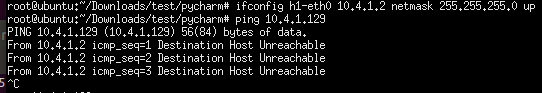 root@ubuntu:~/Downloads/test/pycharm# ifconfig h1-eth0 10.4.1.2 netmask 255.255.255.0 up
root@ubuntu:~/Downloads/test/pycharm# ping 10.4.1.129
PING 10.4.1.129 (10.4.1.129) 56(84) bytes of data.
From 10.4.1.2 icmp_seq=1 Destination Host Unreachable
From 10.4.1.2 icmp_seq=2 Destination Host Unreachable
From 10.4.1.2 icmp_seq=3 Destination Host Unreachable
^C